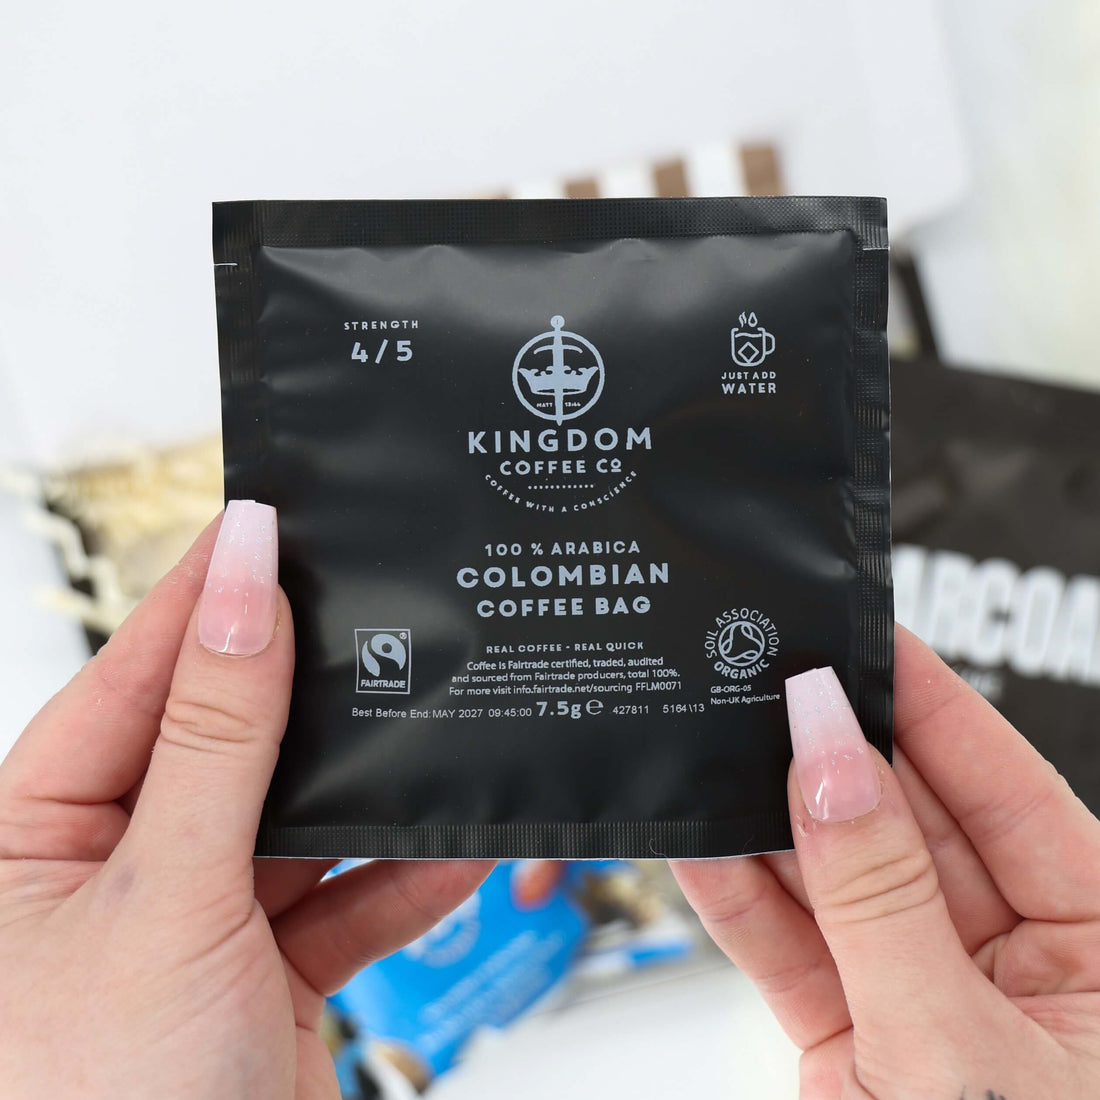 STRENGTH
4/5
JUST ADD
WATER
MATT 13:44
KINGDOM
COFFEE Cº
COFFEE WITH A CONSCIENCE
100 % ARABICA
COLOMBIAN
COFFEE BAG
REAL COFFEE - REAL QUICK
Coffee is Fairtrade certified, traded, audited
and sourced from Fairtrade producers, total 100%.
For more visit info.fairtrade.net/sourcing FFLM0071
®
FAIRTRADE
SOIL ASSOCIATION
ORGANIC
GB-ORG-05
Non-UK Agriculture
Best Before End: MAY 2027 09:45:00 7.5g ℮ 427811 5164\13
ARCOA